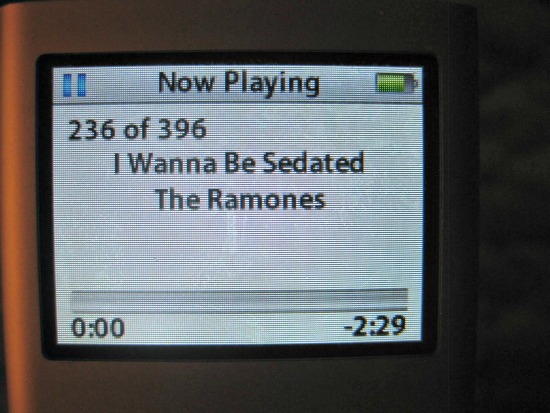 Now Playing
236 of 396
I Wanna Be Sedated
The Ramones
0:00 -2:29